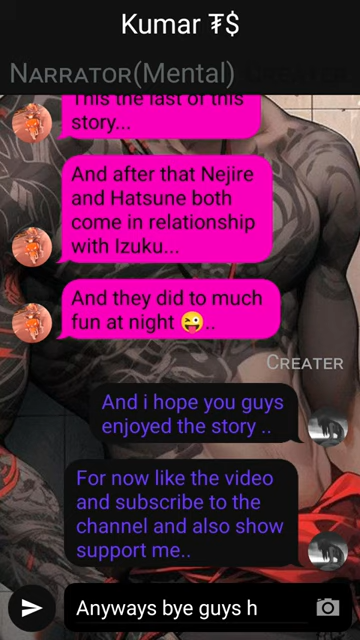 Kumar ₮$
Narrator(Mental)
This the last of this
story...
And after that Nejire
and Hatsune both
come in relationship
with Izuku...
And they did to much
fun at night 😜..
Creater
And i hope you guys
enjoyed the story ..
For now like the video
and subscribe to the
channel and also show
support me..
Anyways bye guys h